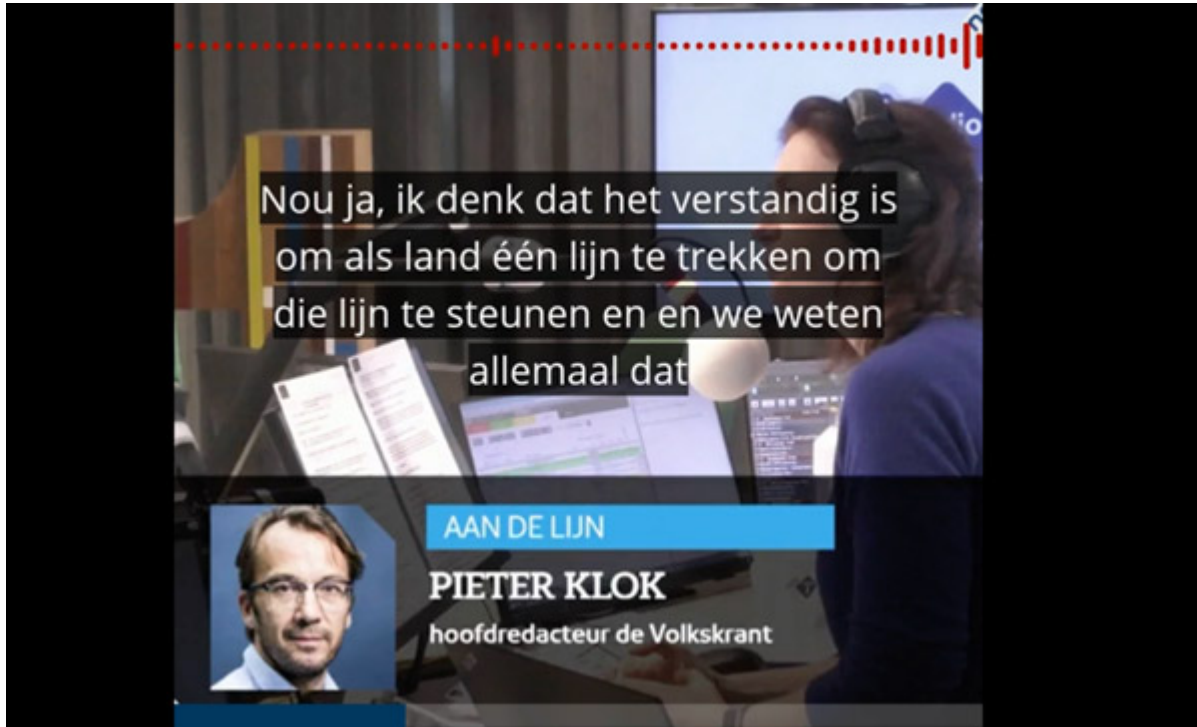 Nou ja, ik denk dat het verstandig is
om als land één lijn te trekken om
die lijn te steunen en en we weten
allemaal dat
AAN DE LIJN
PIETER KLOK
hoofdredacteur de Volkskrant